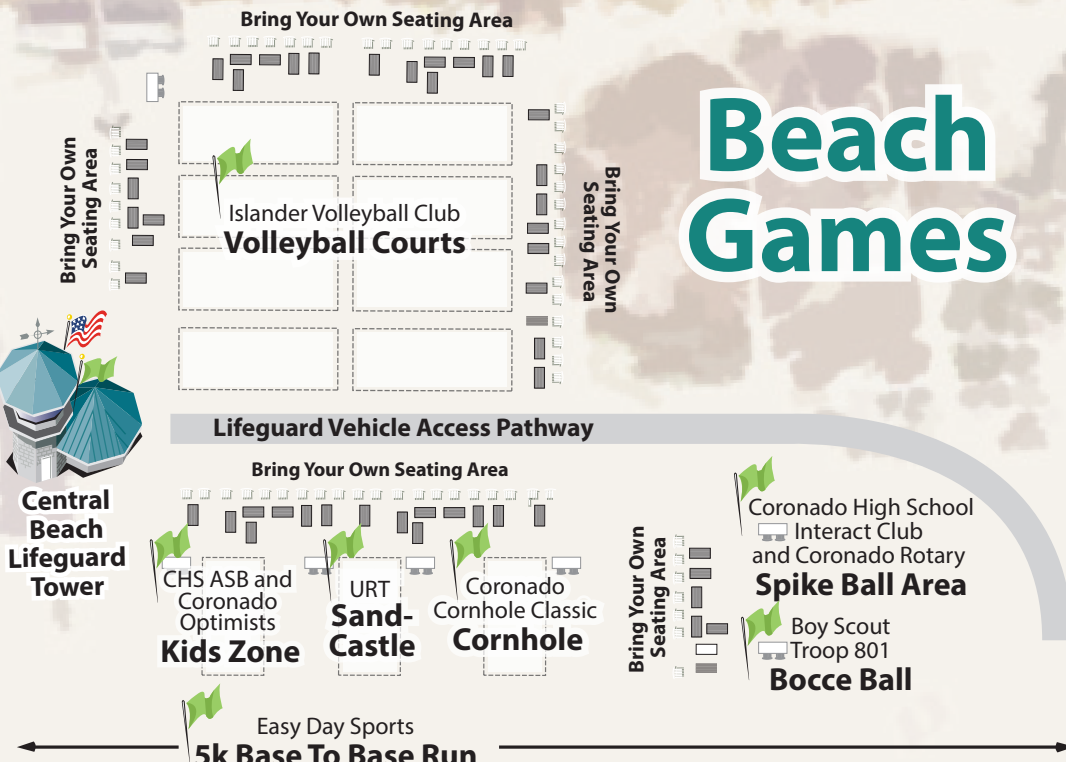 Bring Your Own Seating Area
Beach
Games
Bring Your Own
Seating Area
Islander Volleyball Club
Volleyball Courts
Bring Your Own
Seating Area
Lifeguard Vehicle Access Pathway
Bring Your Own Seating Area
Central
Beach
Lifeguard
Tower
CHS ASB and
Coronado
Optimists
Kids Zone
URT
Sand-
Castle
Coronado
Cornhole Classic
Cornhole
Bring Your Own
Seating Area
Coronado High School
Interact Club
and Coronado Rotary
Spike Ball Area
Boy Scout
Troop 801
Bocce Ball
Easy Day Sports
5k Base To Base Run